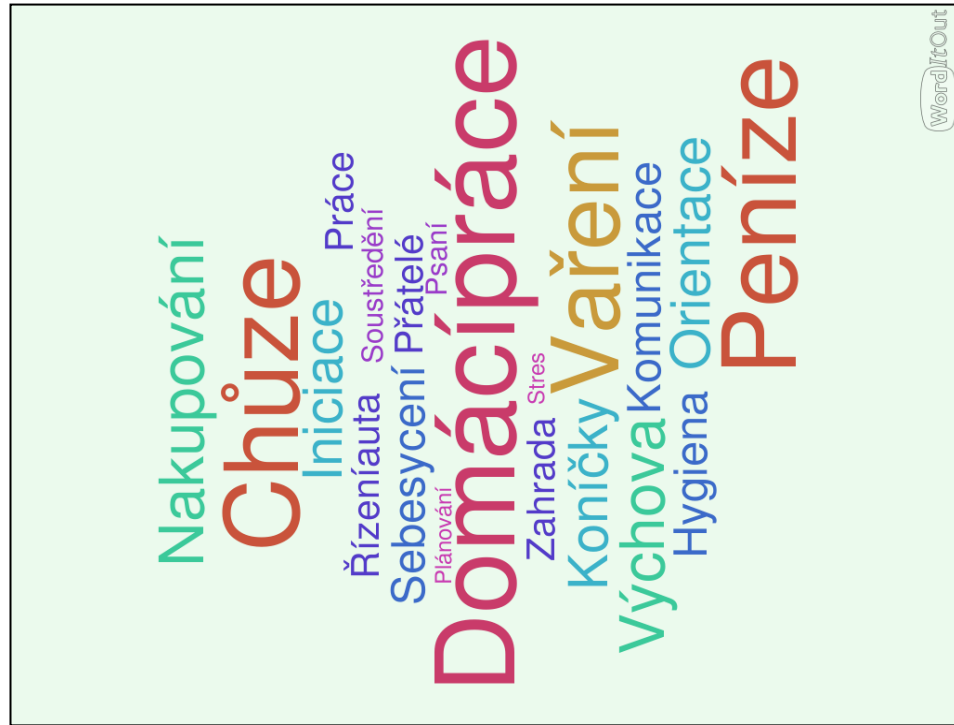 Nakupování
Chůze
Iniciace
Práce
Řízeníauta
Soustředění
Sebesycení
Přátelé
Plánování
Psaní
Domácípráce
Zahrada
Stres
Koníčky
Vaření
Výchova
Komunikace
Hygiena
Orientace
Peníze
WordItOut